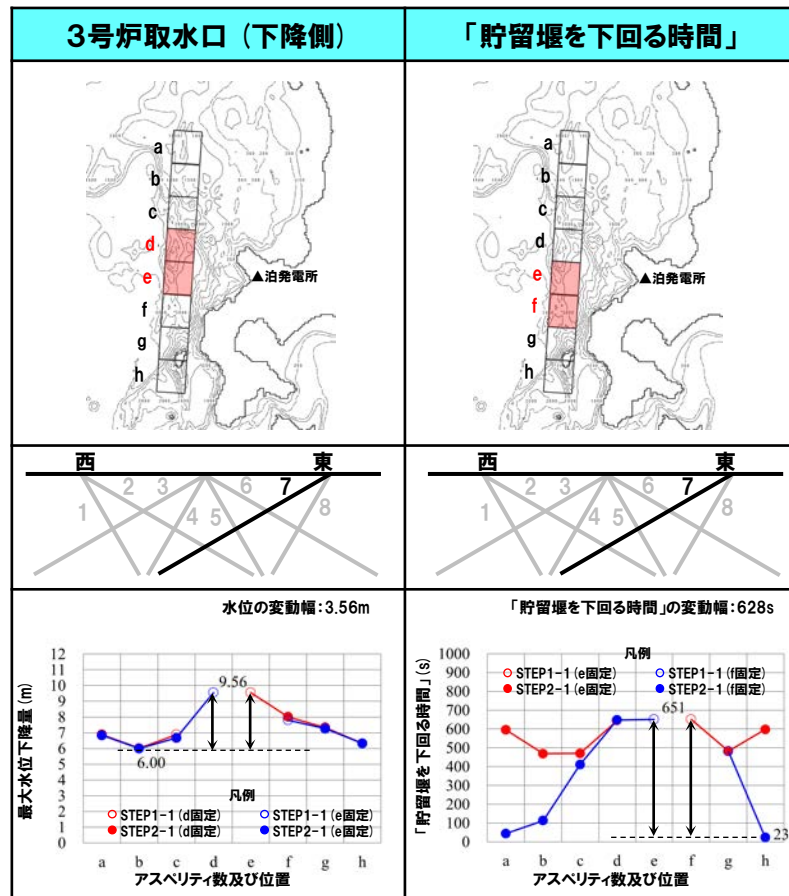 3号炉取水口（下降側）
「貯留堰を下回る時間」
a
b
c
d
e
f
g
h
▲泊発電所
a
b
c
d
e
f
g
h
▲泊発電所
西 東
1 2 3 4 5 6 7 8
西 東
1 2 3 4 5 6 7 8
水位の変動幅：3.56m
最大水位下降量（m）
12
11
10
9
8
7
6
5
4
3
2
1
0
9.56
6.00
凡例
STEP1-1（d固定） STEP1-1（e固定）
STEP2-1（d固定） STEP2-1（e固定）
a b c d e f g h
アスペリティ数及び位置
「貯留堰を下回る時間」の変動幅：628s
「貯留堰を下回る時間」（s）
1000
900
800
700
600
500
400
300
200
100
0
凡例
STEP1-1（e固定） STEP1-1（f固定）
STEP2-1（e固定） STEP2-1（f固定）
651
23
a b c d e f g h
アスペリティ数及び位置